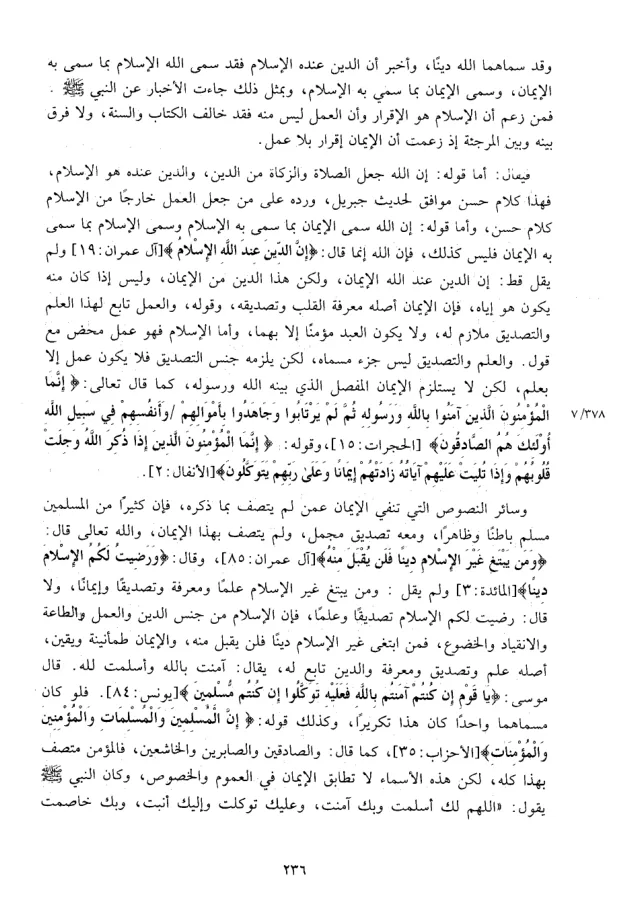 وقد سماهما الله دينًا، وأخبر أن الدين عنده الإسلام فقد سمى الله الإسلام بما سمى به
الإيمان، وسمى الإيمان بما سمي به الإسلام، وبمثل ذلك جاءت الأخبار عن النبي ﷺ .
فمن زعم أن الإسلام هو الإقرار وأن العمل ليس منه فقد خالف الكتاب والسنة، ولا فرق
بينه وبين المرجئة إذ زعمت أن الإيمان إقرار بلا عمل.
فيقال: أما قوله: إن الله جعل الصلاة والزكاة من الدين، والدين عنده هو الإسلام،
فهذا كلام حسن موافق لحديث جبريل، ورده على من جعل العمل خارجًا من الإسلام
كلام حسن، وأما قوله: إن الله سمى الإيمان بما سمى به الإسلام وسمى الإسلام بما سمى
به الإيمان فليس كذلك، فإن الله إنما قال: ﴿إِنَّ الدِّينَ عِندَ اللَّهِ الإِسْلامُ﴾[آل عمران: ١٩] ولم
يقل قط: إن الدين عند الله الإيمان، ولكن هذا الدين من الإيمان، وليس إذا كان منه
يكون هو إياه، فإن الإيمان أصله معرفة القلب وتصديقه، وقوله، والعمل تابع لهذا العلم
والتصديق ملازم له، ولا يكون العبد مؤمنًا إلا بهما، وأما الإسلام فهو عمل محض مع
قول. والعلم والتصديق ليس جزء مسماه، لكن يلزمه جنس التصديق فلا يكون عمل إلا
بعلم، لكن لا يستلزم الإيمان المفصل الذي بينه الله ورسوله، كما قال تعالى: ﴿ إِنَّمَا
الْمُؤْمِنُونَ الَّذِينَ آمَنُوا بِاللَّهِ وَرَسُولِهِ ثُمَّ لَمْ يَرْتَابُوا وَجَاهَدُوا بِأَمْوَالِهِمْ /وَأَنفُسِهِمْ فِي سَبِيلِ اللَّهِ
٧/٣٧٨
أُوْلَئِكَ هُمُ الصَّادِقُونَ﴾ [الحجرات: ١٥]،وقوله: ﴿ إِنَّمَا الْمُؤْمِنُونَ الَّذِينَ إِذَا ذُكِرَ اللَّهُ وَجِلَتْ
قُلُوبُهُمْ وَإِذَا تُلِيَتْ عَلَيْهِمْ آيَاتُهُ زَادَتْهُمْ إِيمَانًا وَعَلَىٰ رَبِّهِمْ يَتَوَكَّلُونَ﴾[الأنفال: ٢].
وسائر النصوص التي تنفي الإيمان عمن لم يتصف بما ذكره، فإن كثيرًا من المسلمين
مسلم باطنًا وظاهرًا، ومعه تصديق مجمل، ولم يتصف بهذا الإيمان، والله تعالى قال:
﴿وَمَن يَبْتَغِ غَيْرَ الإِسْلامِ دِينًا فَلَن يُقْبَلَ مِنْهُ﴾[آل عمران: ٨٥]، وقال: ﴿وَرَضِيتُ لَكُمُ الإِسْلامَ
دِينًا﴾[المائدة: ٣] ولم يقل : ومن يبتغ غير الإسلام علمًا ومعرفة وتصديقًا وإيمانًا، ولا
قال: رضيت لكم الإسلام تصديقًا وعلمًا، فإن الإسلام من جنس الدين والعمل والطاعة
والانقياد والخضوع، فمن ابتغى غير الإسلام دينًا فلن يقبل منه، والإيمان طمأنينة ويقين،
أصله علم وتصديق ومعرفة والدين تابع له، يقال: آمنت بالله وأسلمت لله. قال
موسى: ﴿يَا قَوْمِ إِن كُنتُمْ آمَنتُم بِاللَّهِ فَعَلَيْهِ تَوَكَّلُوا إِن كُنتُم مُّسْلِمِينَ ﴾[يونس: ٨٤]. فلو كان
مسماهما واحدًا كان هذا تكريرًا، وكذلك قوله: ﴿ إِنَّ الْمُسْلِمِينَ وَالْمُسْلِمَاتِ وَالْمُؤْمِنِينَ
وَالْمُؤْمِنَاتِ﴾[الأحزاب: ٣٥]، كما قال: والصادقين والصابرين والخاشعين، فالمؤمن متصف
بهذا كله، لكن هذه الأسماء لا تطابق الإيمان في العموم والخصوص، وكان النبي ﷺ
يقول: «اللهم لك أسلمت وبك آمنت، وعليك توكلت وإليك أنبت، وبك خاصمت
٢٣٦